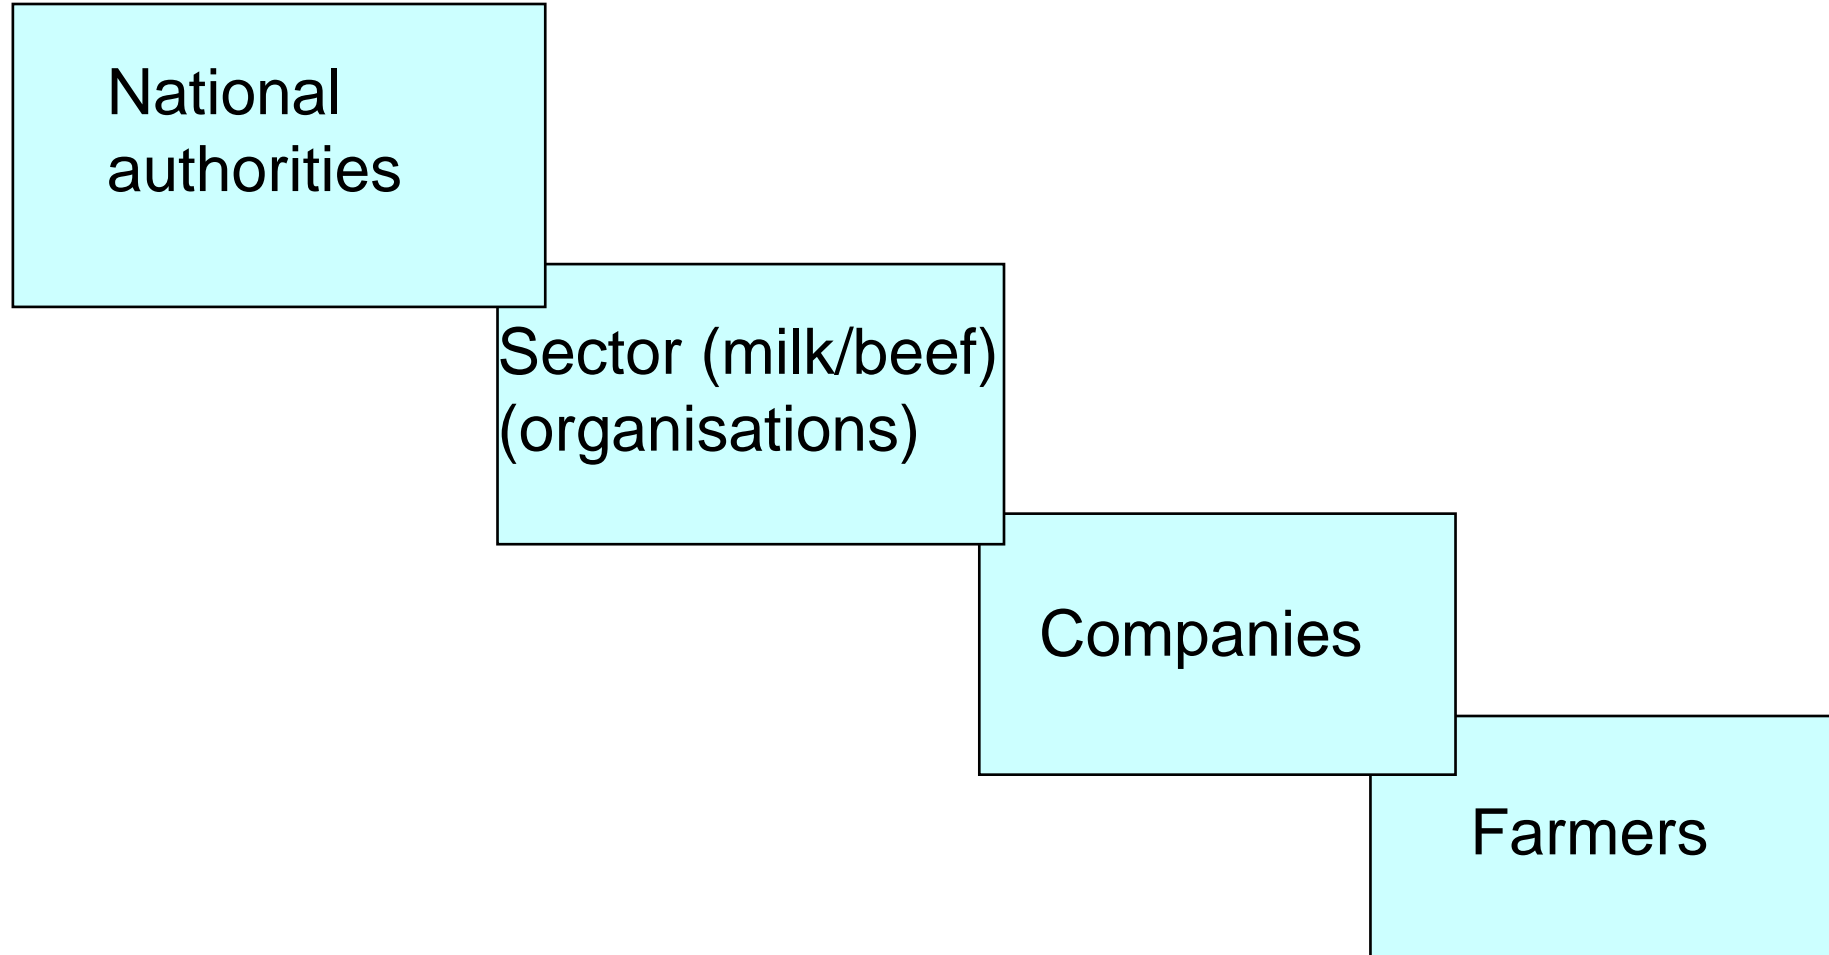 National
authorities
Sector (milk/beef)
(organisations)
Companies
Farmers